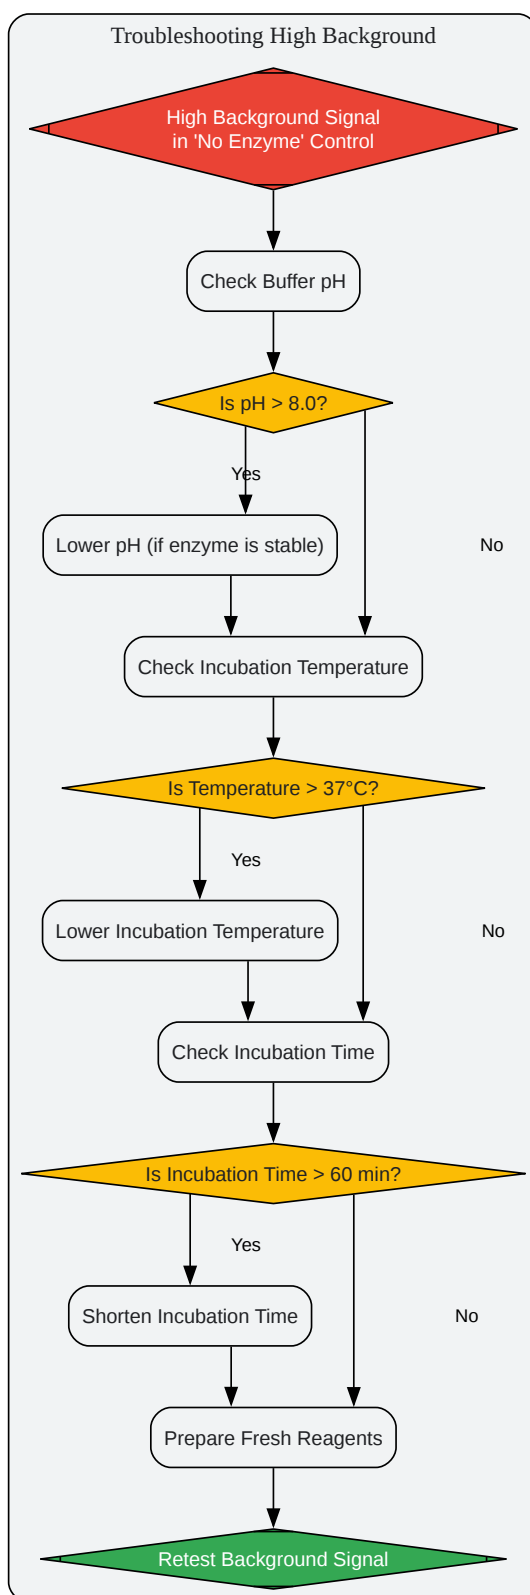 Troubleshooting High Background
High Background Signal
in 'No Enzyme' Control
Check Buffer pH
Is pH > 8.0?
Yes
Lower pH (if enzyme is stable)
No
Check Incubation Temperature
Is Temperature > 37°C?
Yes
Lower Incubation Temperature
No
Check Incubation Time
Is Incubation Time > 60 min?
Yes
Shorten Incubation Time
No
Prepare Fresh Reagents
Retest Background Signal